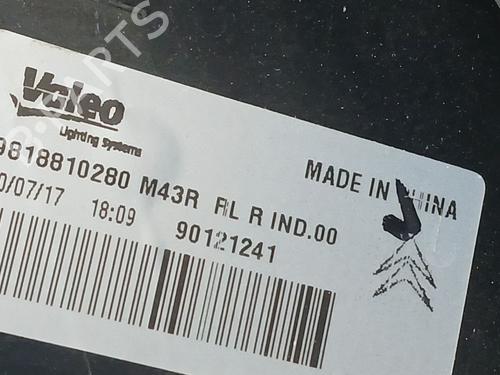 Valeo
Lighting Systems
9818810280 M43R RL R IND.00
0/07/17 18:09 90121241
MADE IN CHINA